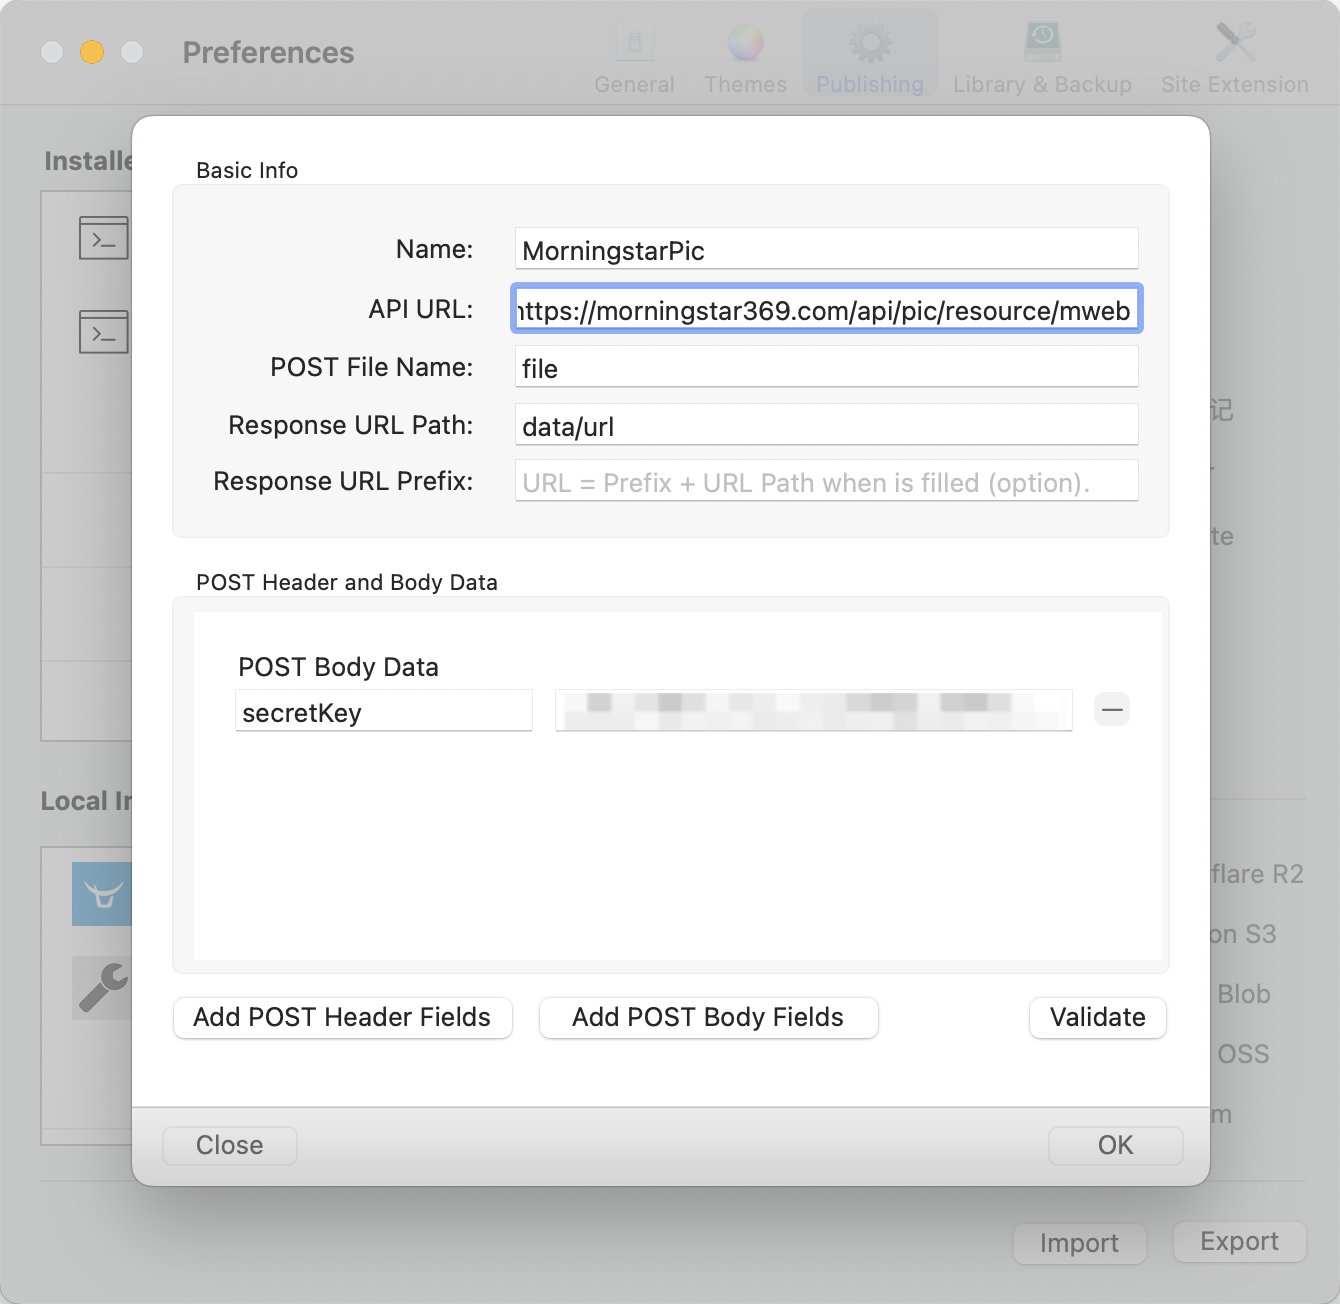 Preferences
General
Themes
Publishing
Library & Backup
Site Extension
Installe
Basic Info
Name:
MorningstarPic
API URL:
https://morningstar369.com/api/pic/resource/mweb
POST File Name:
file
Response URL Path:
data/url
Response URL Prefix:
URL = Prefix + URL Path when is filled (option).
记
te
POST Header and Body Data
POST Body Data
secretKey
Local In
flare R2
on S3
Blob
OSS
m
Add POST Header Fields
Add POST Body Fields
Validate
Close
OK
Import
Export